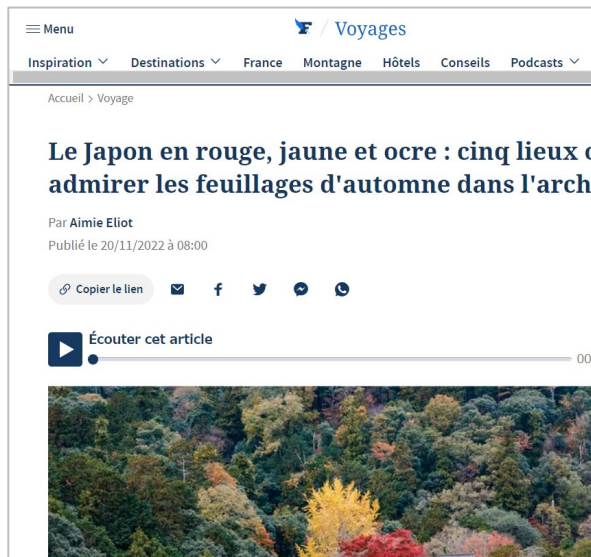 Menu
F / Voyages
Inspiration Destinations France Montagne Hôtels Conseils Podcasts
Accueil > Voyage
Le Japon en rouge, jaune et ocre : cinq lieux
admirer les feuillages d'automne dans l'arch
Par Aimie Eliot
Publié le 20/11/2022 à 08:00
Copier le lien
Écouter cet article
00